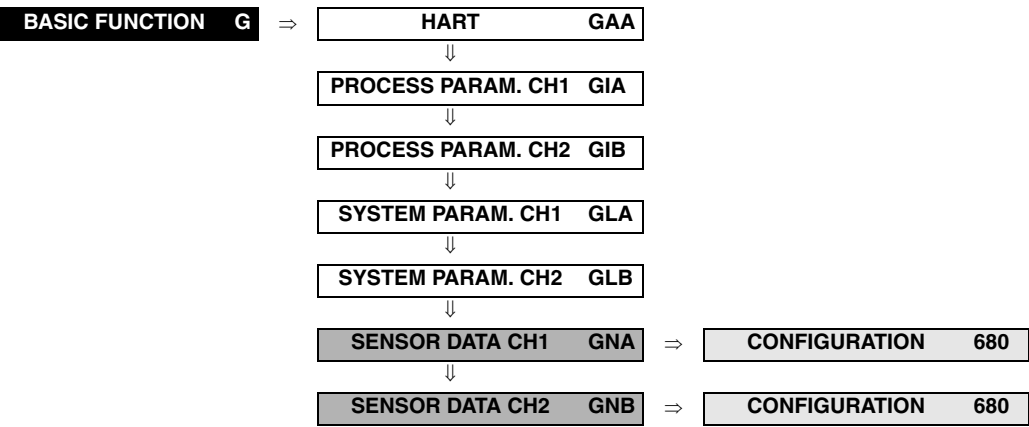 BASIC FUNCTION G ⇒ HART GAA
⇓
PROCESS PARAM. CH1 GIA
⇓
PROCESS PARAM. CH2 GIB
⇓
SYSTEM PARAM. CH1 GLA
⇓
SYSTEM PARAM. CH2 GLB
⇓
SENSOR DATA CH1 GNA ⇒ CONFIGURATION 680
⇓
SENSOR DATA CH2 GNB ⇒ CONFIGURATION 680